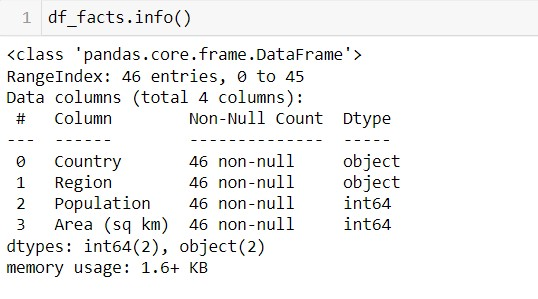 1 df_facts.info()
<class 'pandas.core.frame.DataFrame'>
RangeIndex: 46 entries, 0 to 45
Data columns (total 4 columns):
 #   Column        Non-Null Count  Dtype
---  ------        --------------  -----
 0   Country       46 non-null     object
 1   Region        46 non-null     object
 2   Population    46 non-null     int64
 3   Area (sq km)  46 non-null     int64
dtypes: int64(2), object(2)
memory usage: 1.6+ KB